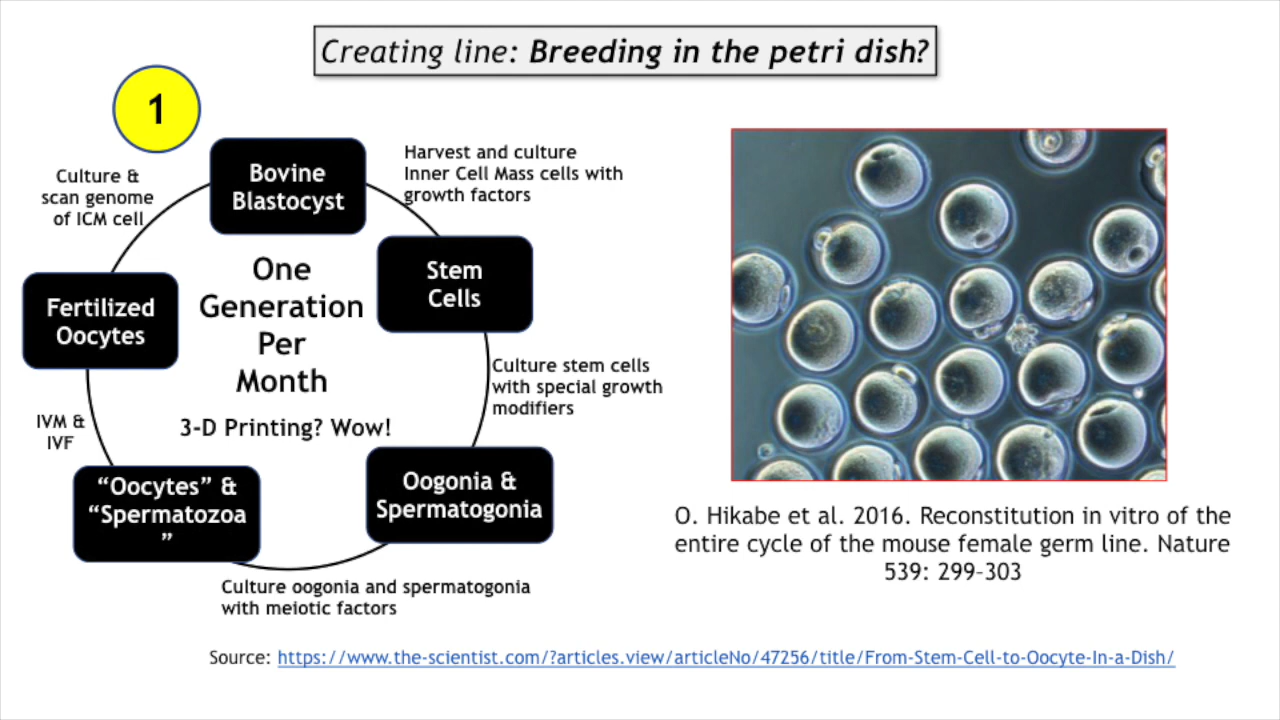 Creating line: Breeding in the petri dish?
1
Bovine
Blastocyst
Harvest and culture
Inner Cell Mass cells with
growth factors
Stem
Cells
Culture stem cells
with special growth
modifiers
Oogonia &
Spermatogonia
Culture oogonia and spermatogonia
with meiotic factors
“Oocytes” &
“Spermatozoa
”
IVM &
IVF
Fertilized
Oocytes
Culture &
scan genome
of ICM cell
One
Generation
Per
Month
3-D Printing? Wow!
O. Hikabe et al. 2016. Reconstitution in vitro of the
entire cycle of the mouse female germ line. Nature
539: 299–303
Source: https://www.the-scientist.com/?articles.view/articleNo/47256/title/From-Stem-Cell-to-Oocyte-In-a-Dish/